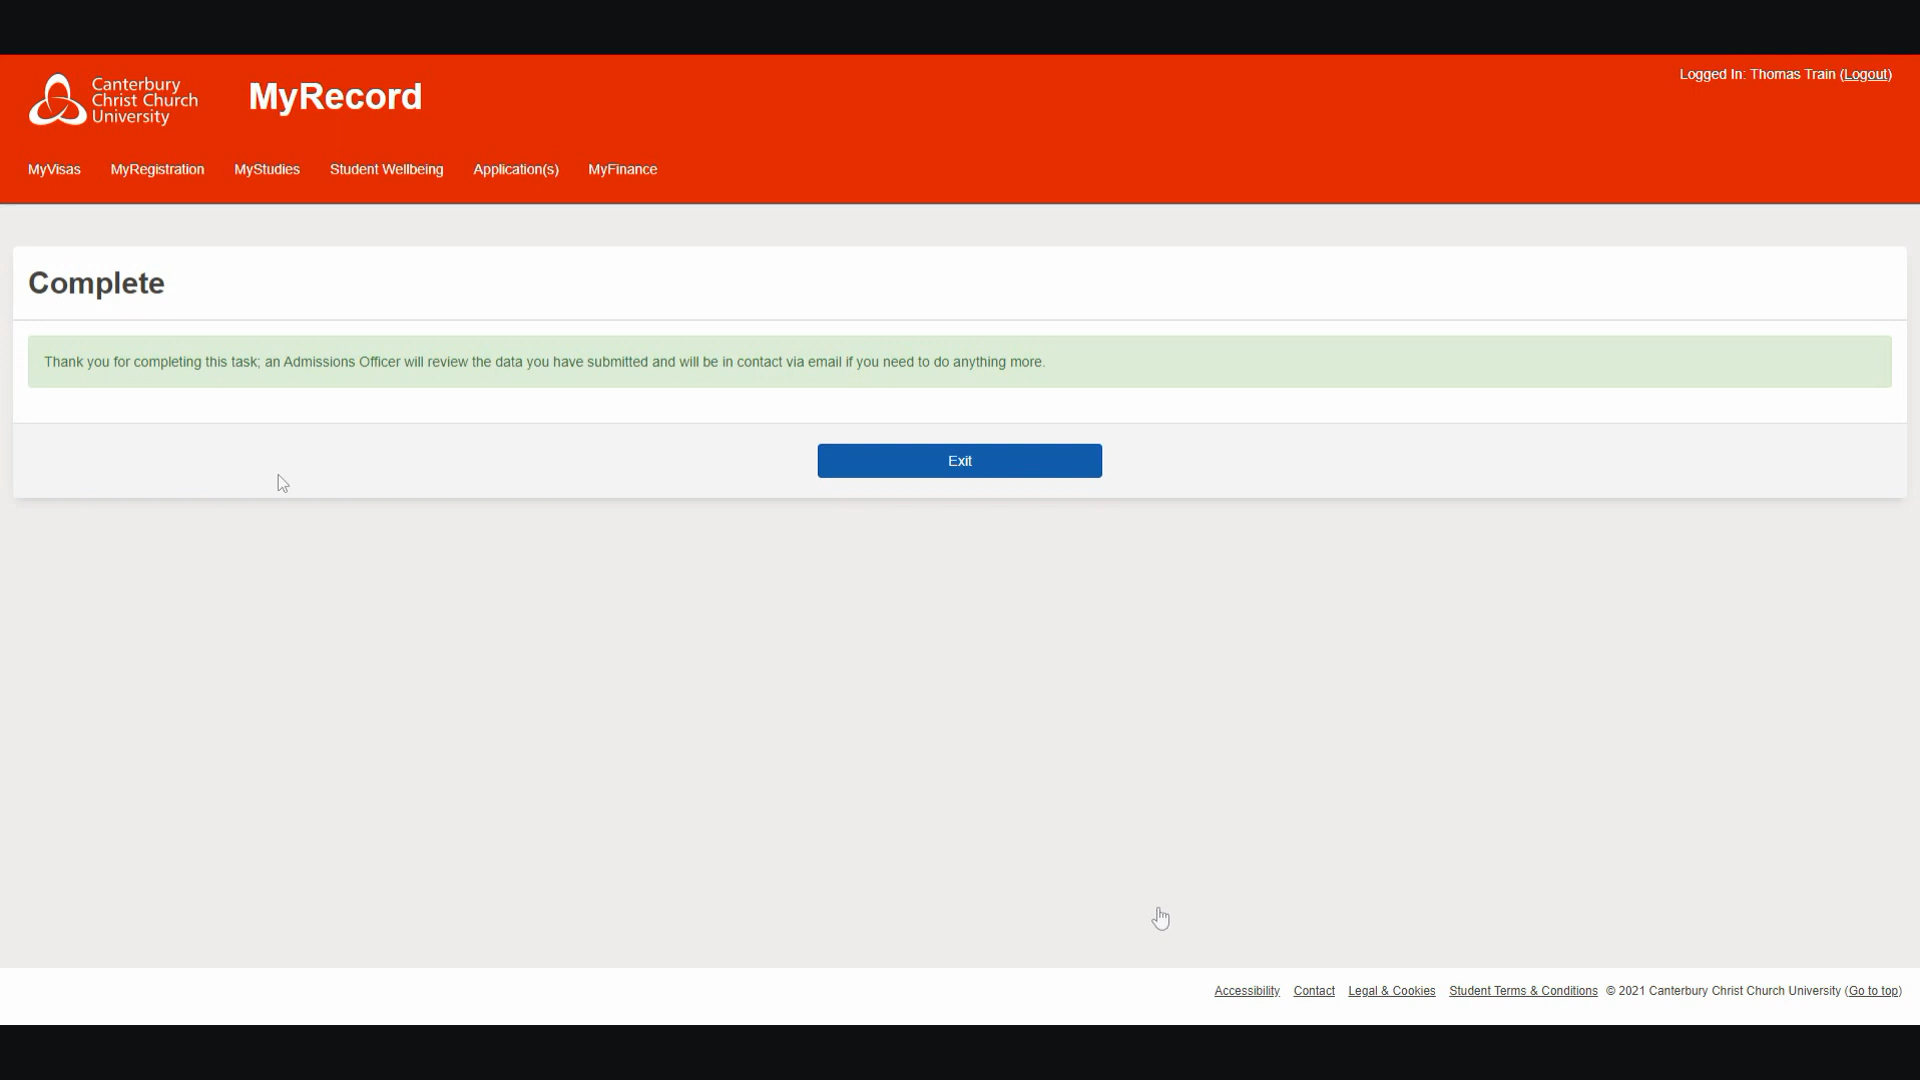 Canterbury
Christ Church
University
MyRecord
Logged In: Thomas Train (Logout)
MyVisas
MyRegistration
MyStudies
Student Wellbeing
Application(s)
MyFinance
Complete
Thank you for completing this task; an Admissions Officer will review the data you have submitted and will be in contact via email if you need to do anything more.
Exit
Accessibility
Contact
Legal & Cookies
Student Terms & Conditions
© 2021 Canterbury Christ Church University (Go to top)